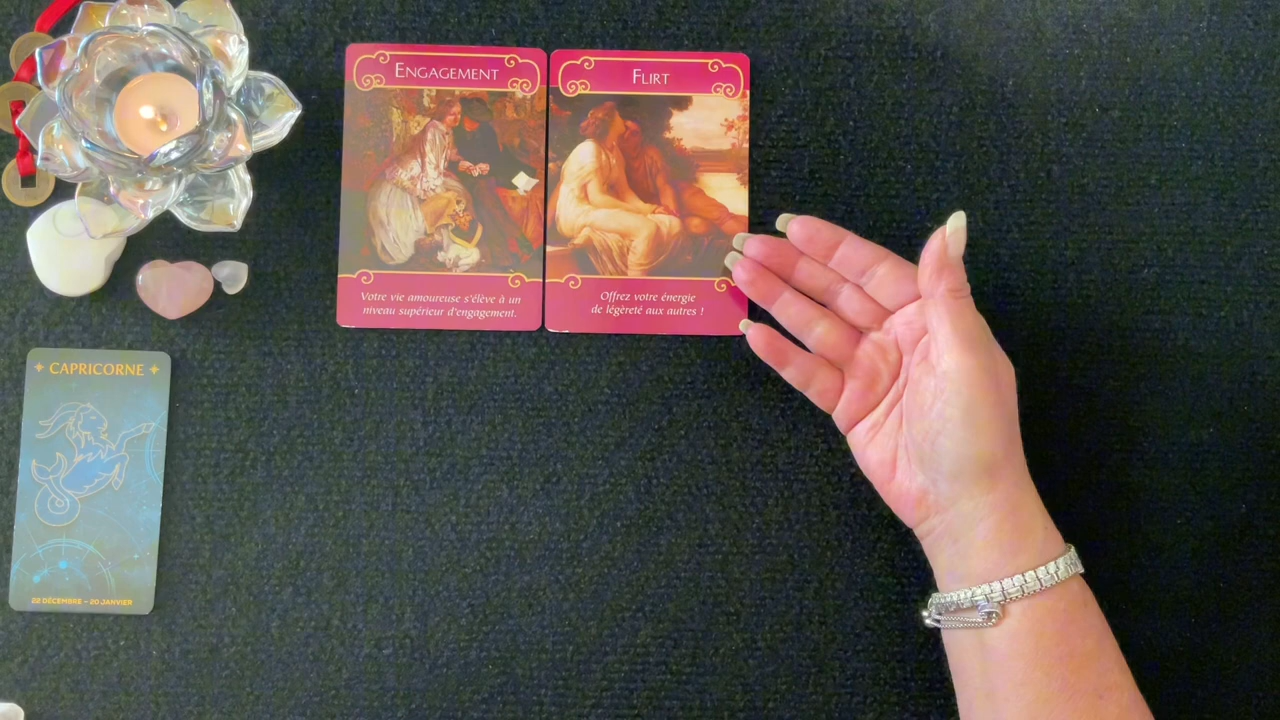 ENGAGEMENT
Votre vie amoureuse s'élève à un
niveau supérieur d'engagement.
FLIRT
Offrez votre énergie
de légèreté aux autres !
CAPRICORNE
22 DÉCEMBRE – 20 JANVIER